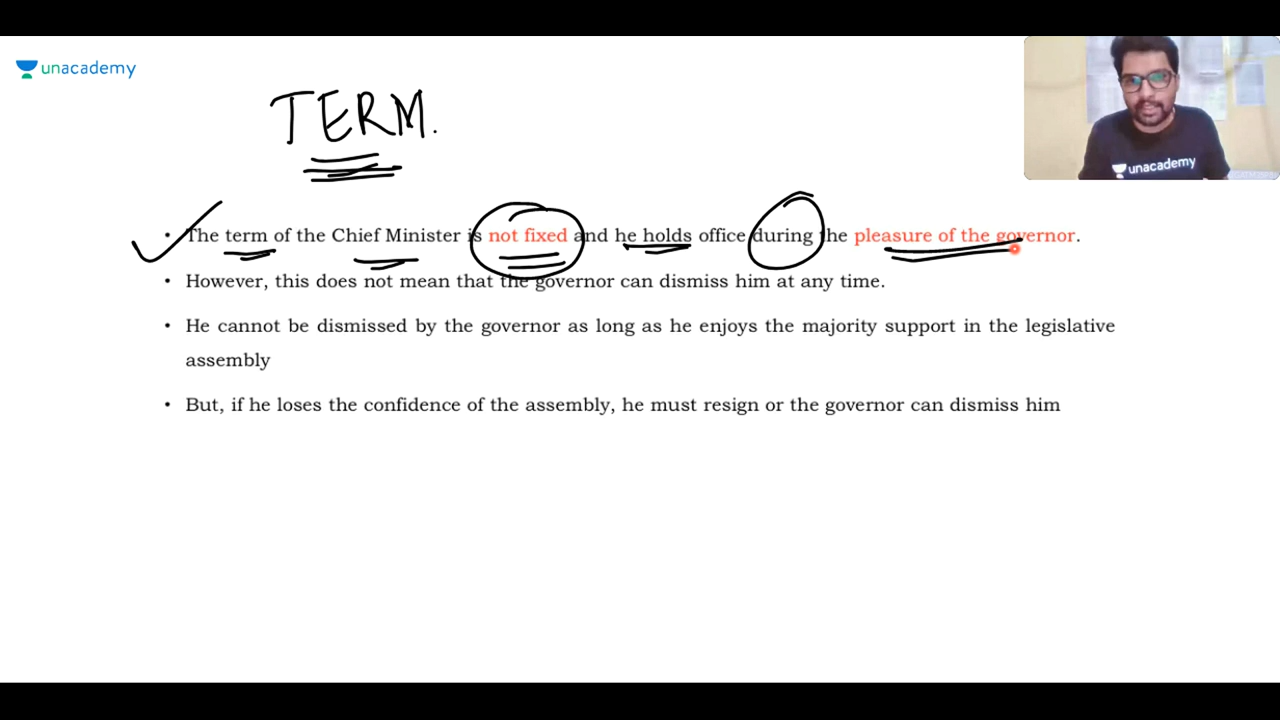 unacademy
TERM.
unacademy
• The term of the Chief Minister is not fixed and he holds office during the pleasure of the governor.
• However, this does not mean that the governor can dismiss him at any time.
• He cannot be dismissed by the governor as long as he enjoys the majority support in the legislative
assembly
• But, if he loses the confidence of the assembly, he must resign or the governor can dismiss him